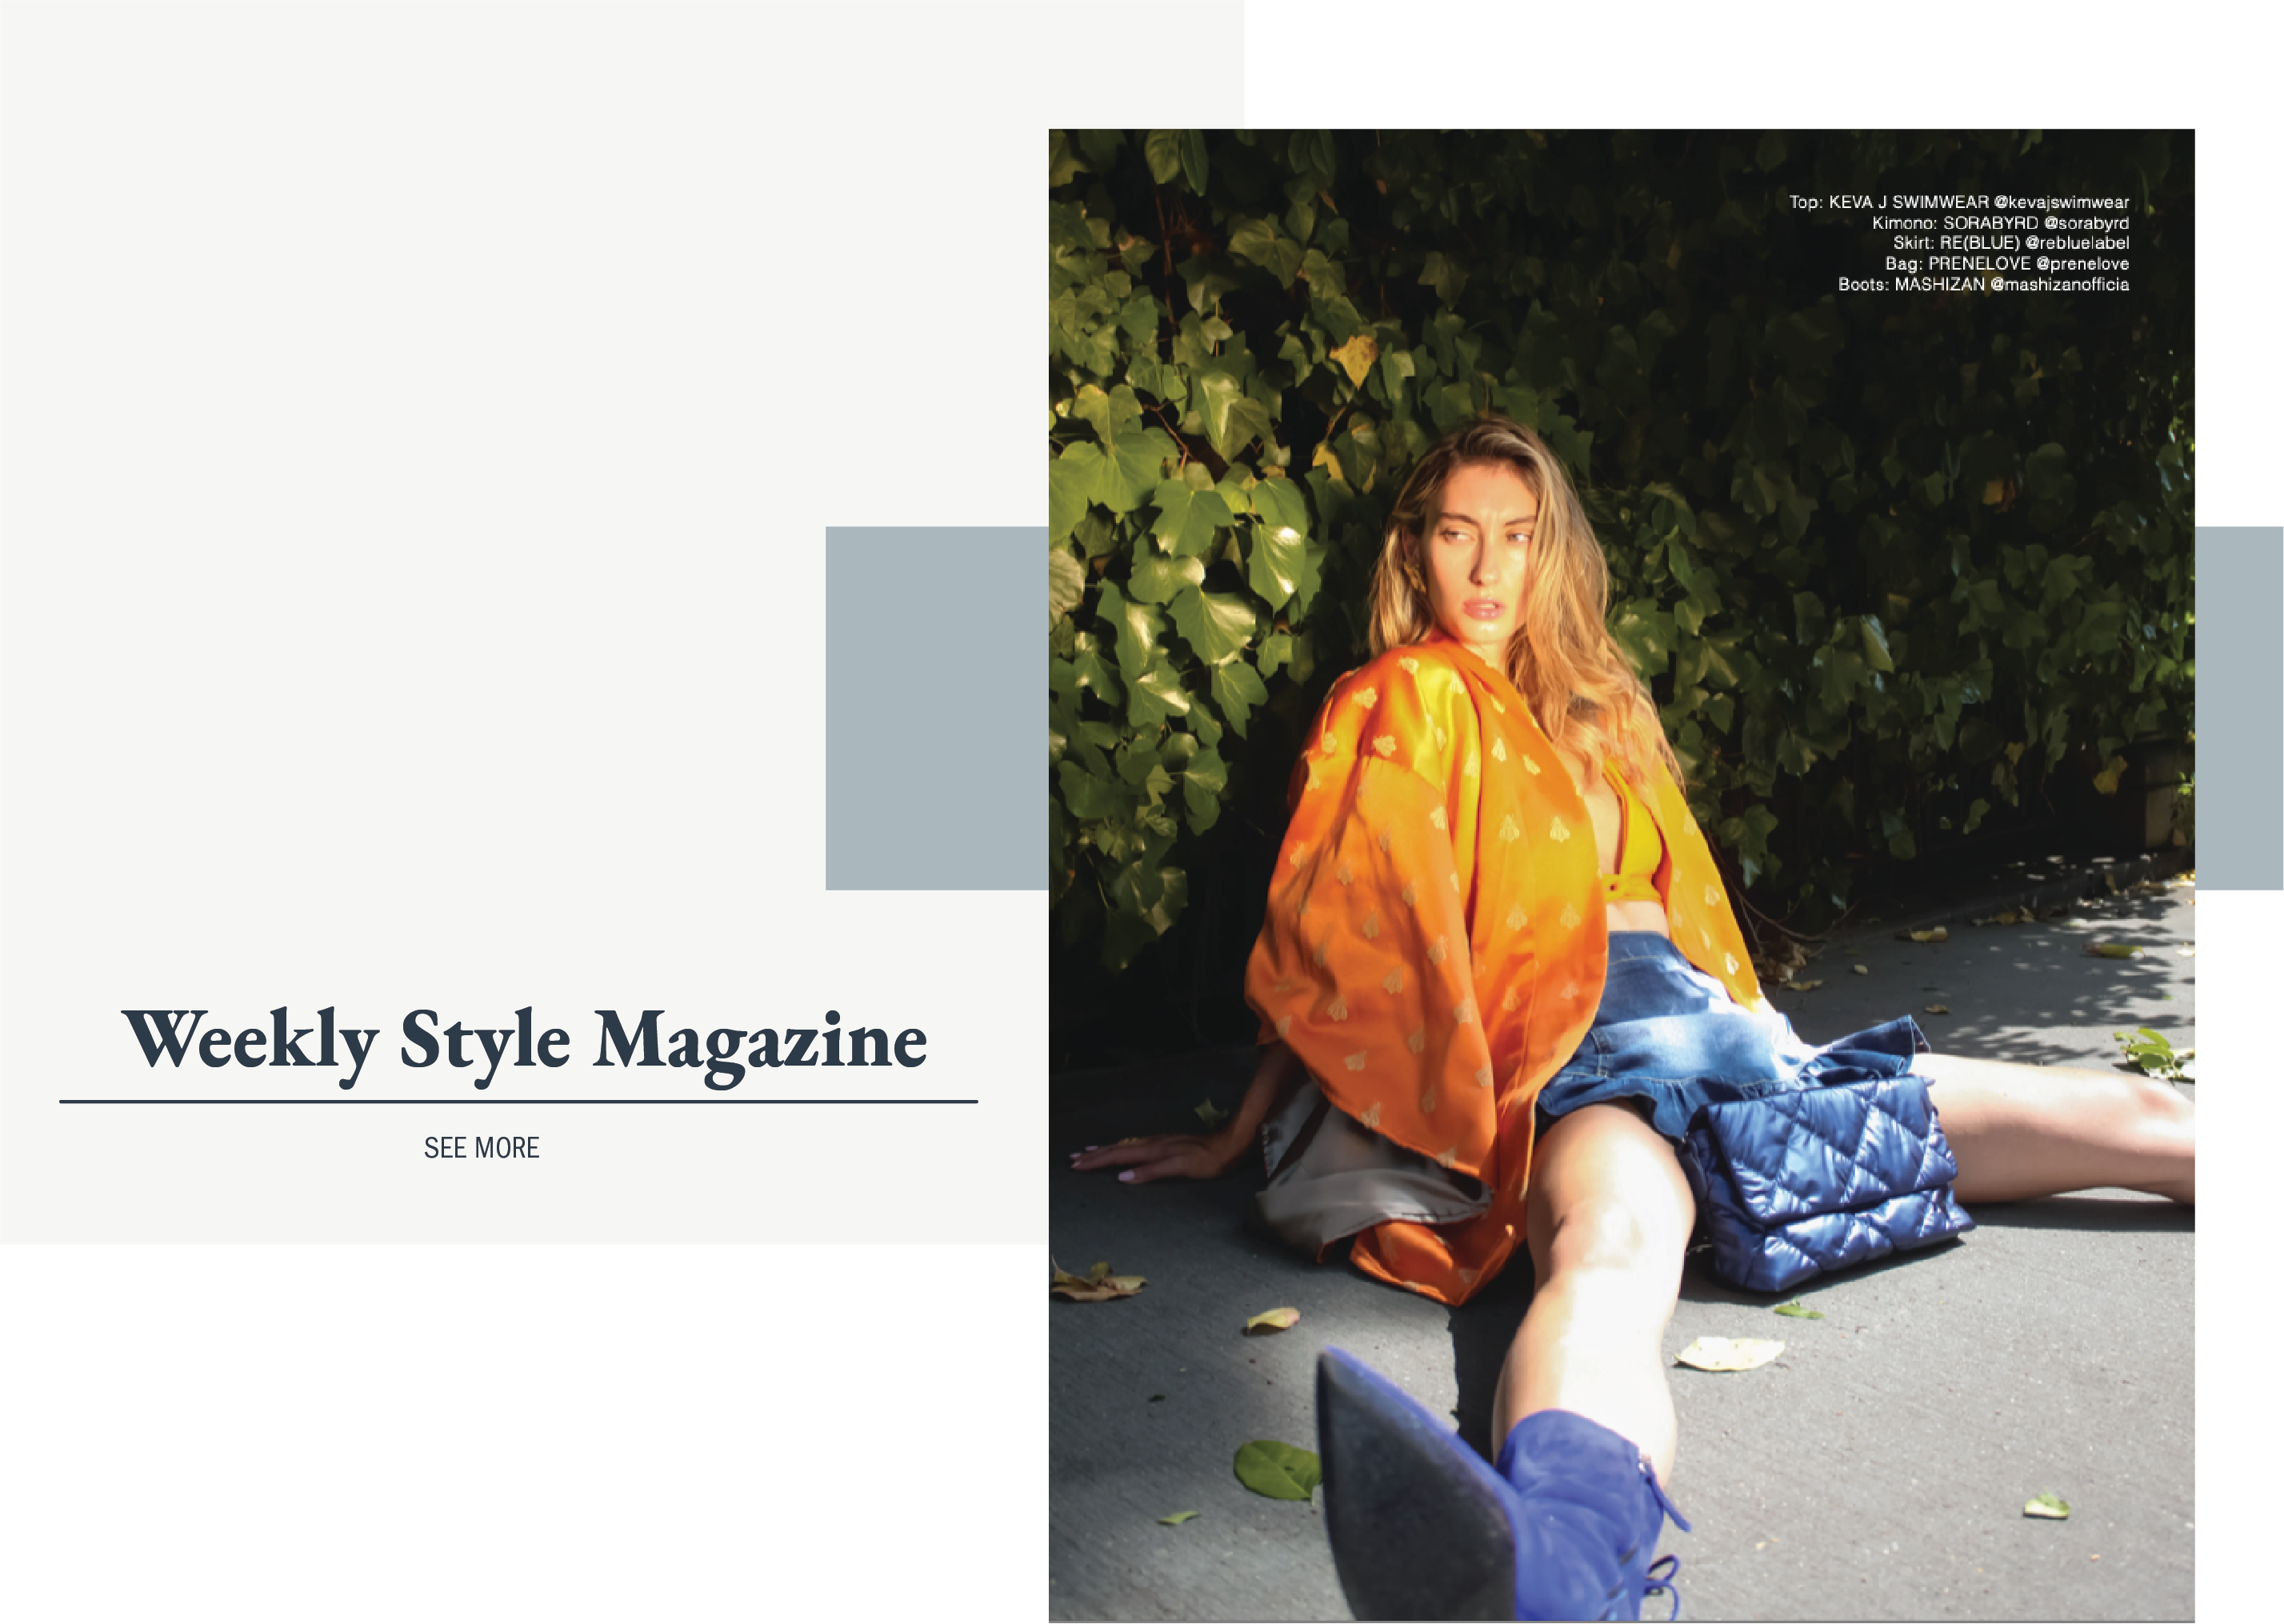 Top: KEVA J SWIMWEAR @kevajswimwear
Kimono: SORABYRD @sorabyrd
Skirt: RE(BLUE) @rebluelabel
Bag: PRENELOVE @prenelove
Boots: MASHIZAN @mashizanofficia
Weekly Style Magazine
SEE MORE